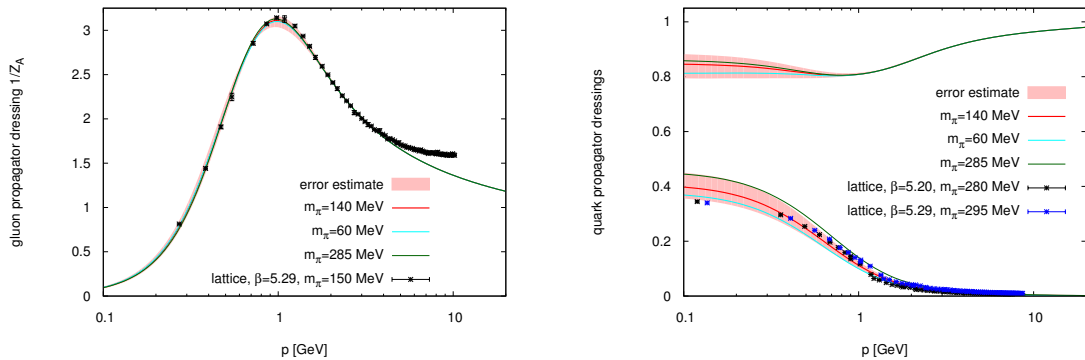 gluon propagator dressing 1/Z_A
3
2.5
2
1.5
1
0.5
0
0.1
1
10
p [GeV]
error estimate
m_π=140 MeV
m_π=60 MeV
m_π=285 MeV
lattice, β=5.29, m_π=150 MeV
quark propagator dressings
1
0.8
0.6
0.4
0.2
0
0.1
1
10
p [GeV]
error estimate
m_π=140 MeV
m_π=60 MeV
m_π=285 MeV
lattice, β=5.20, m_π=280 MeV
lattice, β=5.29, m_π=295 MeV